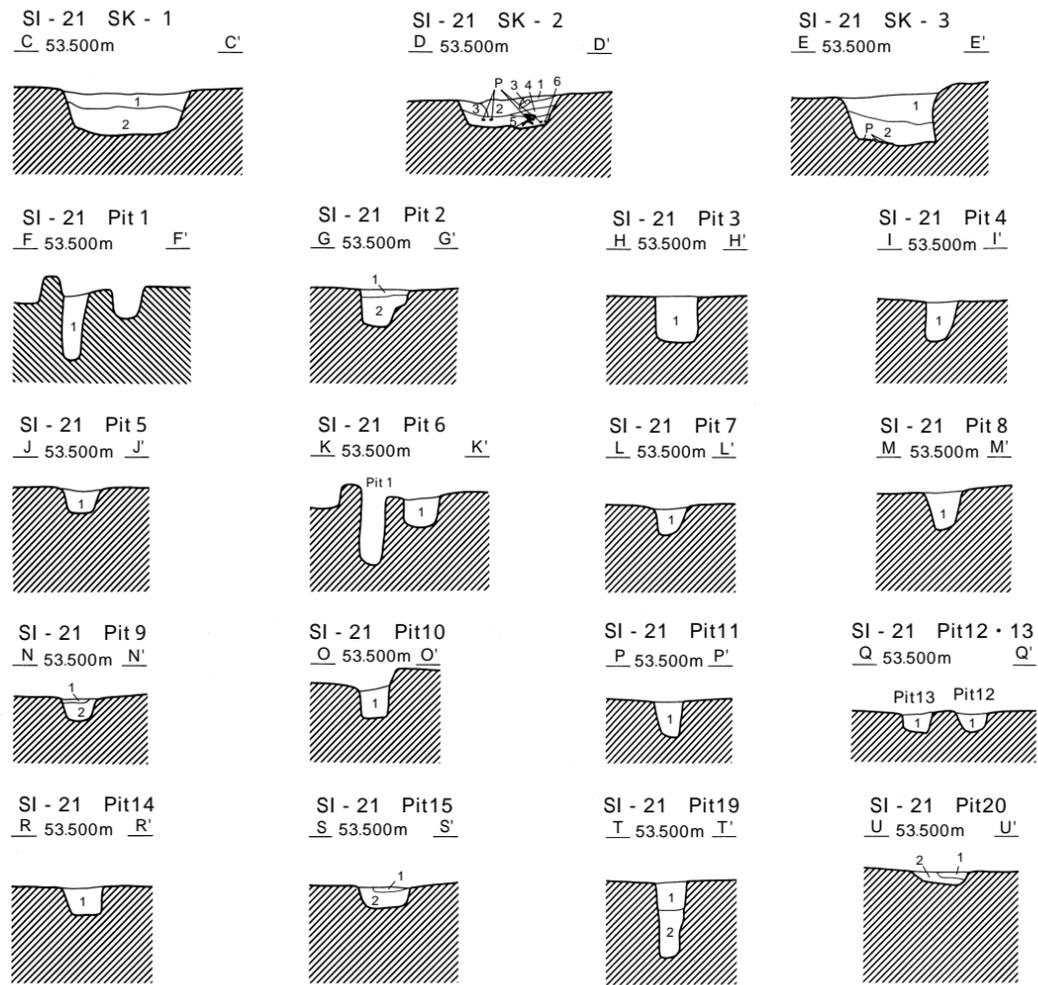 SI - 21 SK - 1
C 53.500m C'
1
2
SI - 21 SK - 2
D 53.500m D'
P 3 4 1 6
3 2
5
SI - 21 SK - 3
E 53.500m E'
1
P 2
SI - 21 Pit 1
F 53.500m F'
1
SI - 21 Pit 2
G 53.500m G'
1
2
SI - 21 Pit 3
H 53.500m H'
1
SI - 21 Pit 4
I 53.500m I'
1
SI - 21 Pit 5
J 53.500m J'
1
SI - 21 Pit 6
K 53.500m K'
Pit 1
1
SI - 21 Pit 7
L 53.500m L'
1
SI - 21 Pit 8
M 53.500m M'
1
SI - 21 Pit 9
N 53.500m N'
1
2
SI - 21 Pit10
O 53.500m O'
1
SI - 21 Pit11
P 53.500m P'
1
SI - 21 Pit12・13
Q 53.500m Q'
Pit13 Pit12
1 1
SI - 21 Pit14
R 53.500m R'
1
SI - 21 Pit15
S 53.500m S'
1
2
SI - 21 Pit19
T 53.500m T'
1
2
SI - 21 Pit20
U 53.500m U'
2 1